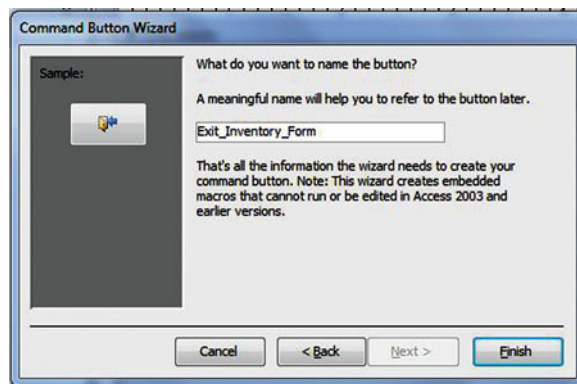 Command Button Wizard
Sample:
What do you want to name the button?
A meaningful name will help you to refer to the button later.
Exit_Inventory_Form
That's all the information the wizard needs to create your
command button. Note: This wizard creates embedded
macros that cannot run or be edited in Access 2003 and
earlier versions.
Cancel
< Back
Next >
Finish